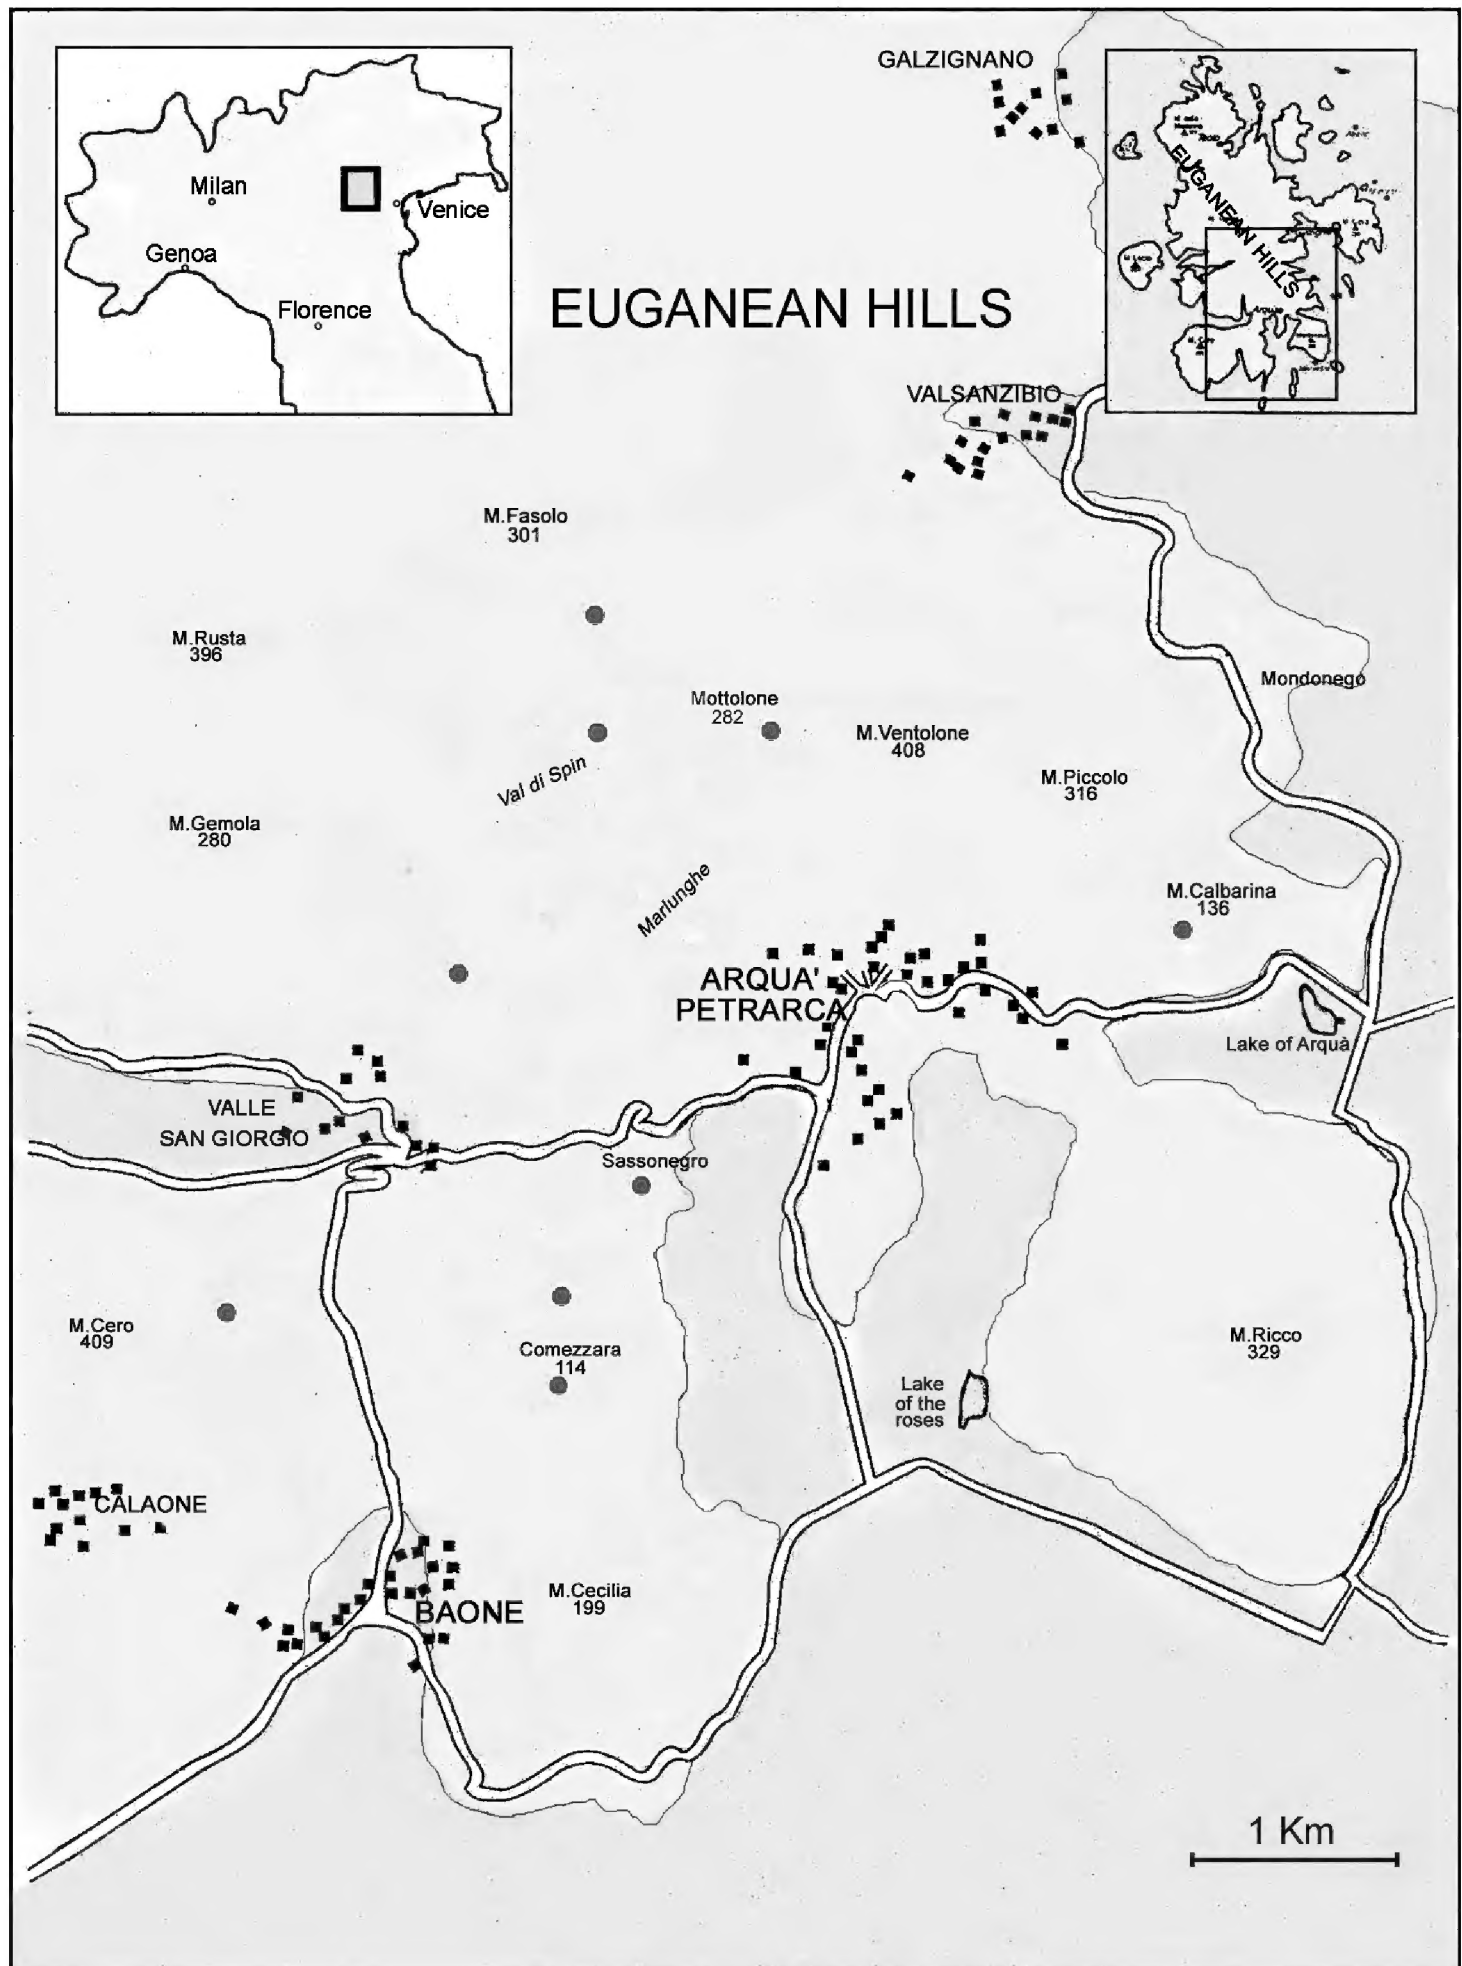 GALZIGNANO
Milan
Venice
Genoa
Florence
EUGANEAN HILLS
EUGANEAN HILLS
VALSANZIBIO
M.Fasolo
301
M.Rusta
396
Mondonego
Mottolone
282
M.Ventolone
408
Val di Spin
M.Piccolo
316
M.Gemola
280
Marlunghe
M.Calbarina
136
ARQUA'
PETRARCA
Lake of Arquà
VALLE
SAN GIORGIO
Sassonegro
M.Cero
409
Comezzara
114
M.Ricco
329
Lake
of the
roses
CALAONE
M.Cecilia
199
BAONE
1 Km